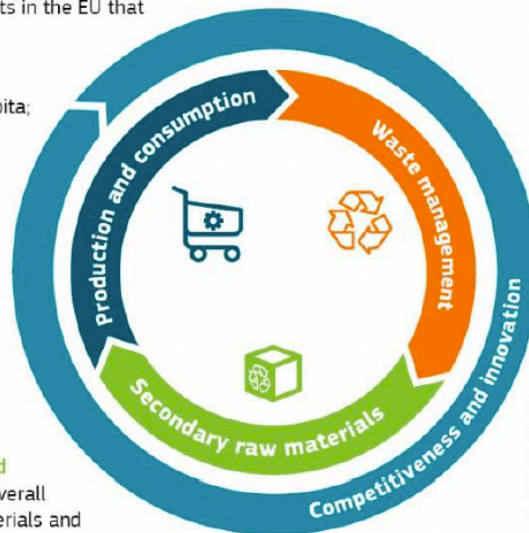 ts in the EU that
pita;
Production and consumption
Waste management
Secondary raw materials
Competitiveness and innovation
d
verall
erials and